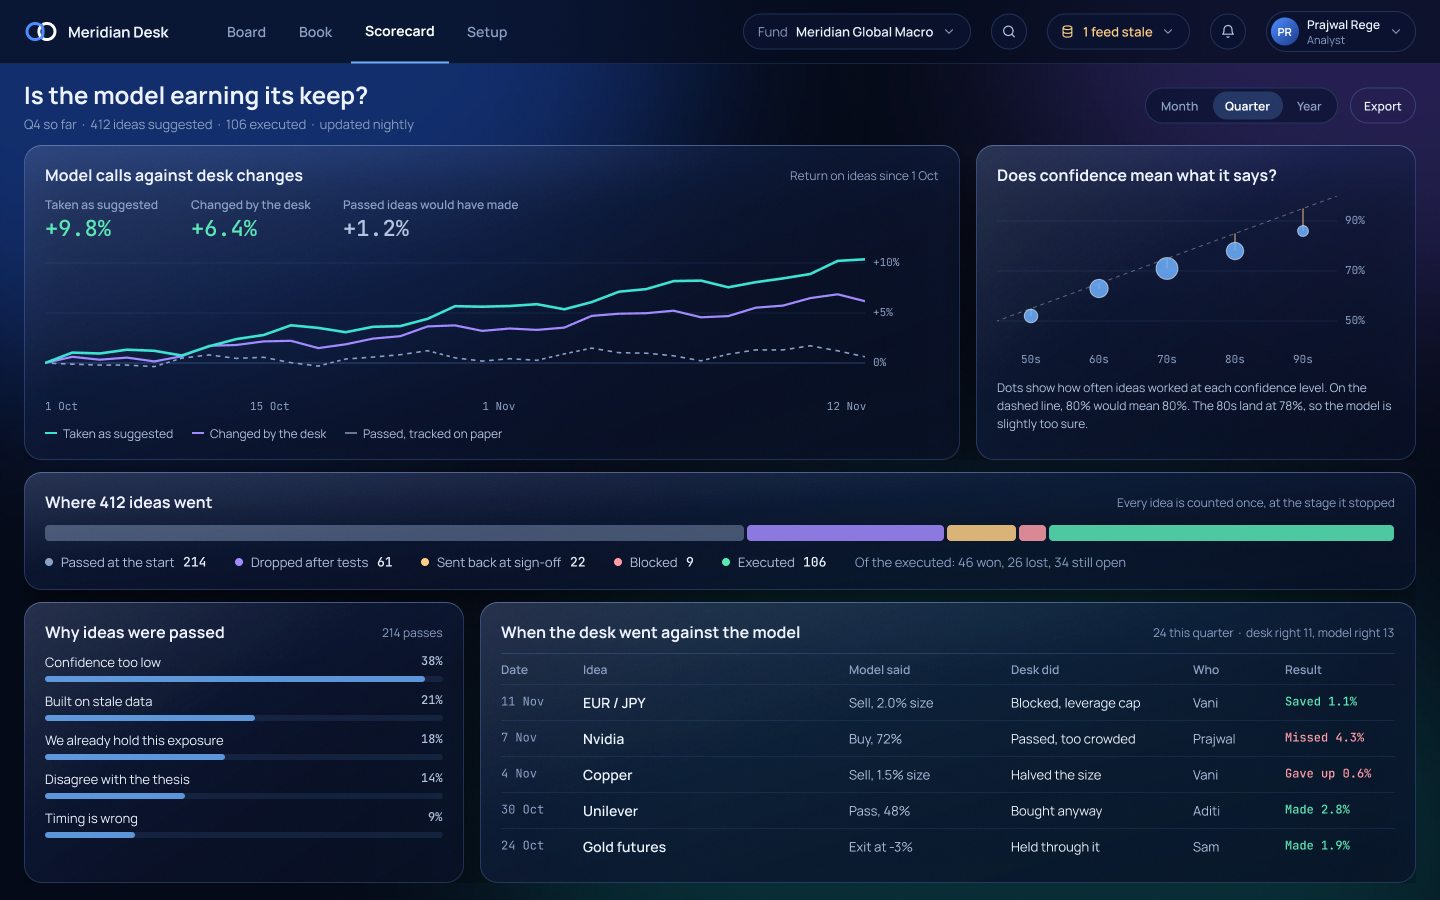 Meridian Desk
Board
Book
Scorecard
Setup
Fund Meridian Global Macro
1 feed stale
PR
Prajwal Rege
Analyst
Is the model earning its keep?
Q4 so far · 412 ideas suggested · 106 executed · updated nightly
Month
Quarter
Year
Export
Model calls against desk changes
Return on ideas since 1 Oct
Taken as suggested
Changed by the desk
Passed ideas would have made
+9.8%
+6.4%
+1.2%
+10%
+5%
0%
1 Oct
15 Oct
1 Nov
12 Nov
Taken as suggested
Changed by the desk
Passed, tracked on paper
Does confidence mean what it says?
90%
70%
50%
50s
60s
70s
80s
90s
Dots show how often ideas worked at each confidence level. On the
dashed line, 80% would mean 80%. The 80s land at 78%, so the model is
slightly too sure.
Where 412 ideas went
Every idea is counted once, at the stage it stopped
Passed at the start 214
Dropped after tests 61
Sent back at sign-off 22
Blocked 9
Executed 106
Of the executed: 46 won, 26 lost, 34 still open
Why ideas were passed
214 passes
Confidence too low 38%
Built on stale data 21%
We already hold this exposure 18%
Disagree with the thesis 14%
Timing is wrong 9%
When the desk went against the model
24 this quarter · desk right 11, model right 13
Date Idea Model said Desk did Who Result
11 Nov EUR / JPY Sell, 2.0% size Blocked, leverage cap Vani Saved 1.1%
7 Nov Nvidia Buy, 72% Passed, too crowded Prajwal Missed 4.3%
4 Nov Copper Sell, 1.5% size Halved the size Vani Gave up 0.6%
30 Oct Unilever Pass, 48% Bought anyway Aditi Made 2.8%
24 Oct Gold futures Exit at -3% Held through it Sam Made 1.9%